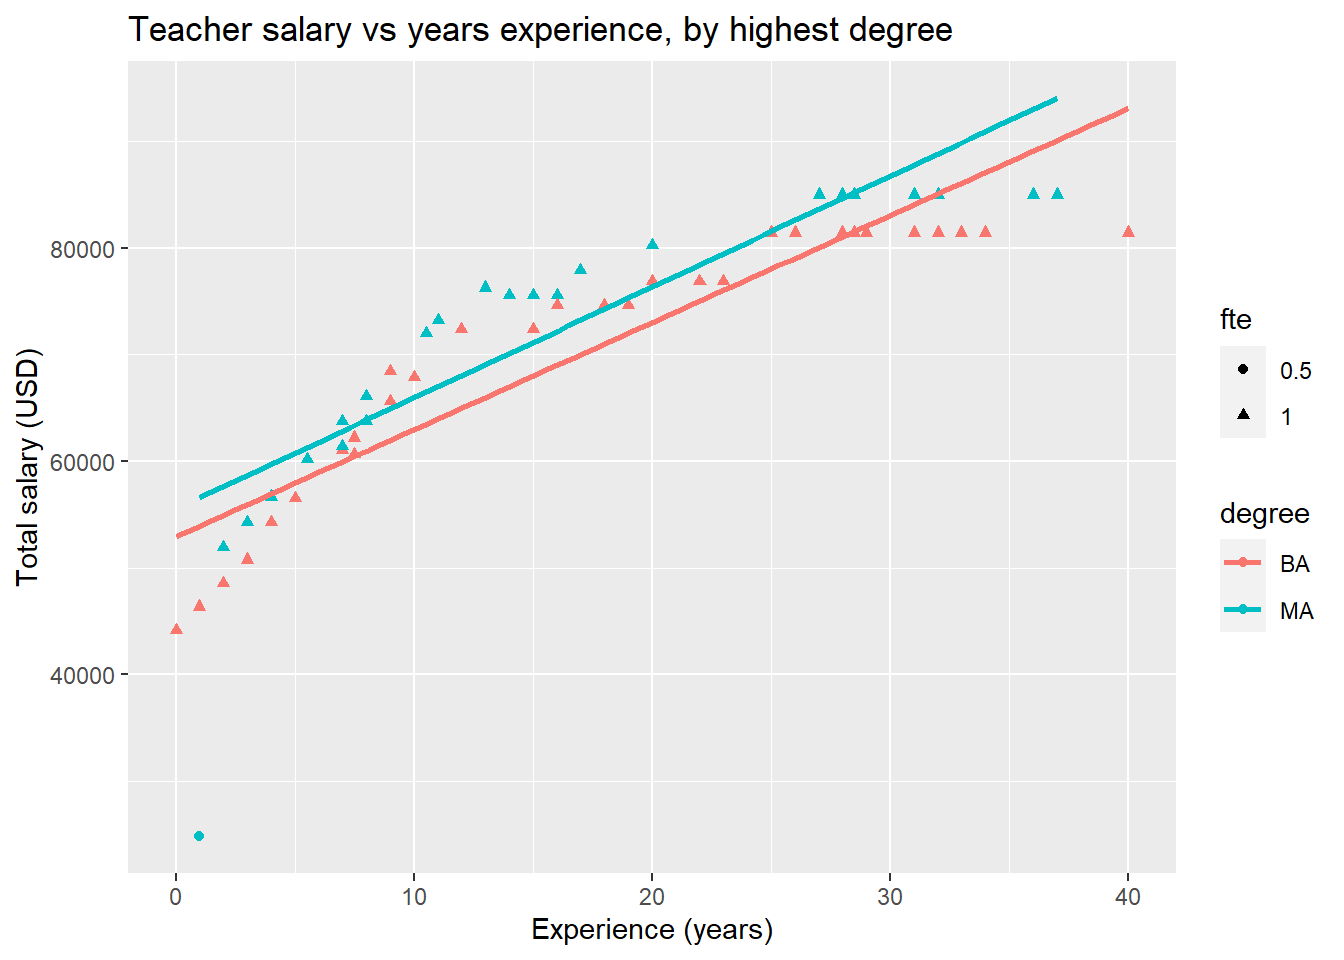 Teacher salary vs years experience, by highest degree
Total salary (USD)
80000
60000
40000
0 10 20 30 40
Experience (years)
fte
0.5
1
degree
BA
MA